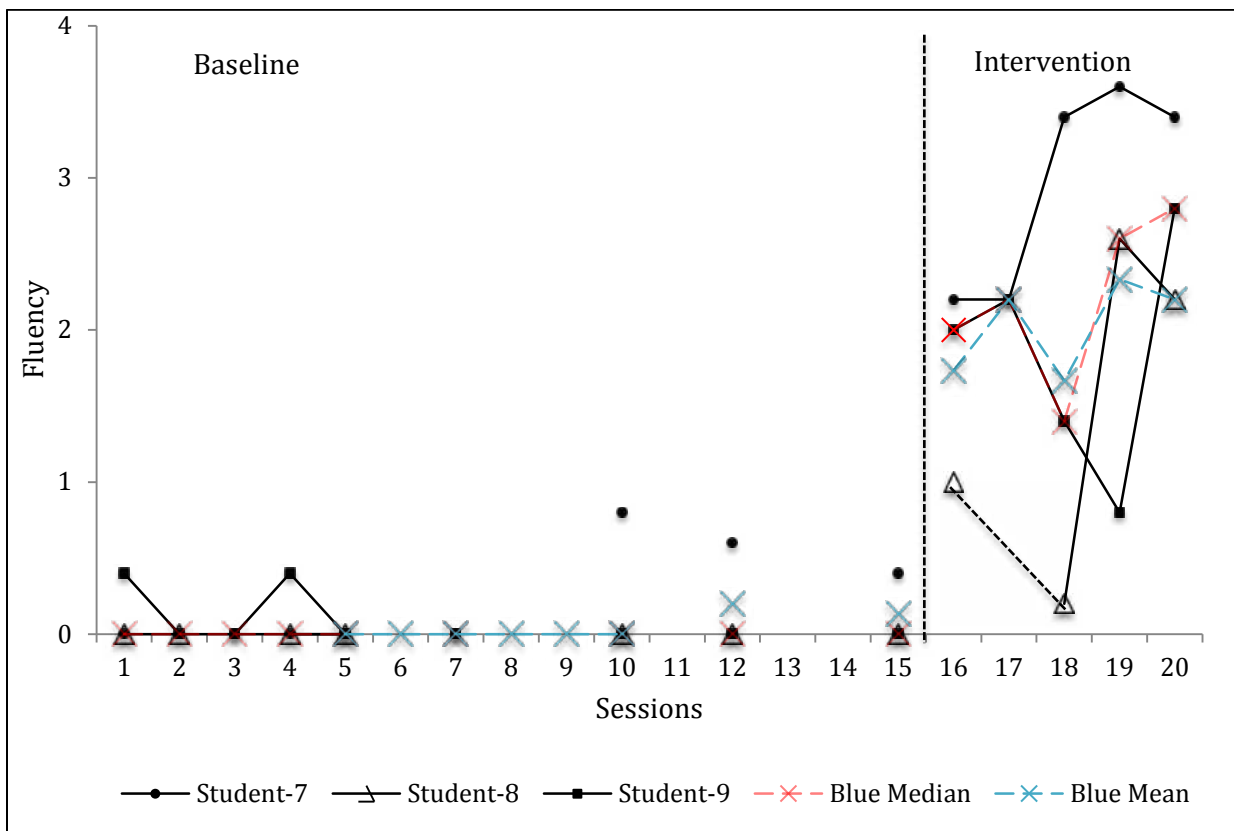 4
Baseline
Intervention
3
Fluency
2
1
0
1 2 3 4 5 6 7 8 9 10 11 12 13 14 15 16 17 18 19 20
Sessions
Student-7 Student-8 Student-9 Blue Median Blue Mean